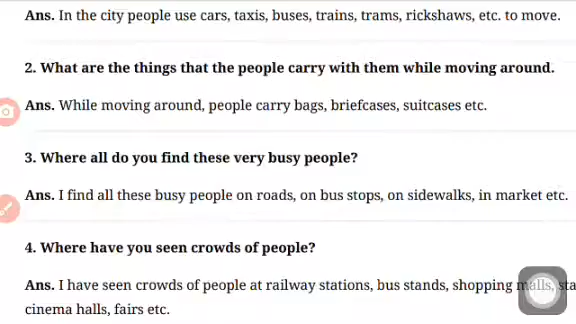 Ans. In the city people use cars, taxis, buses, trains, trams, rickshaws, etc. to move.
2. What are the things that the people carry with them while moving around.
Ans. While moving around, people carry bags, briefcases, suitcases etc.
3. Where all do you find these very busy people?
Ans. I find all these busy people on roads, on bus stops, on sidewalks, in market etc.
4. Where have you seen crowds of people?
Ans. I have seen crowds of people at railway stations, bus stands, shopping malls, sta
cinema halls, fairs etc.